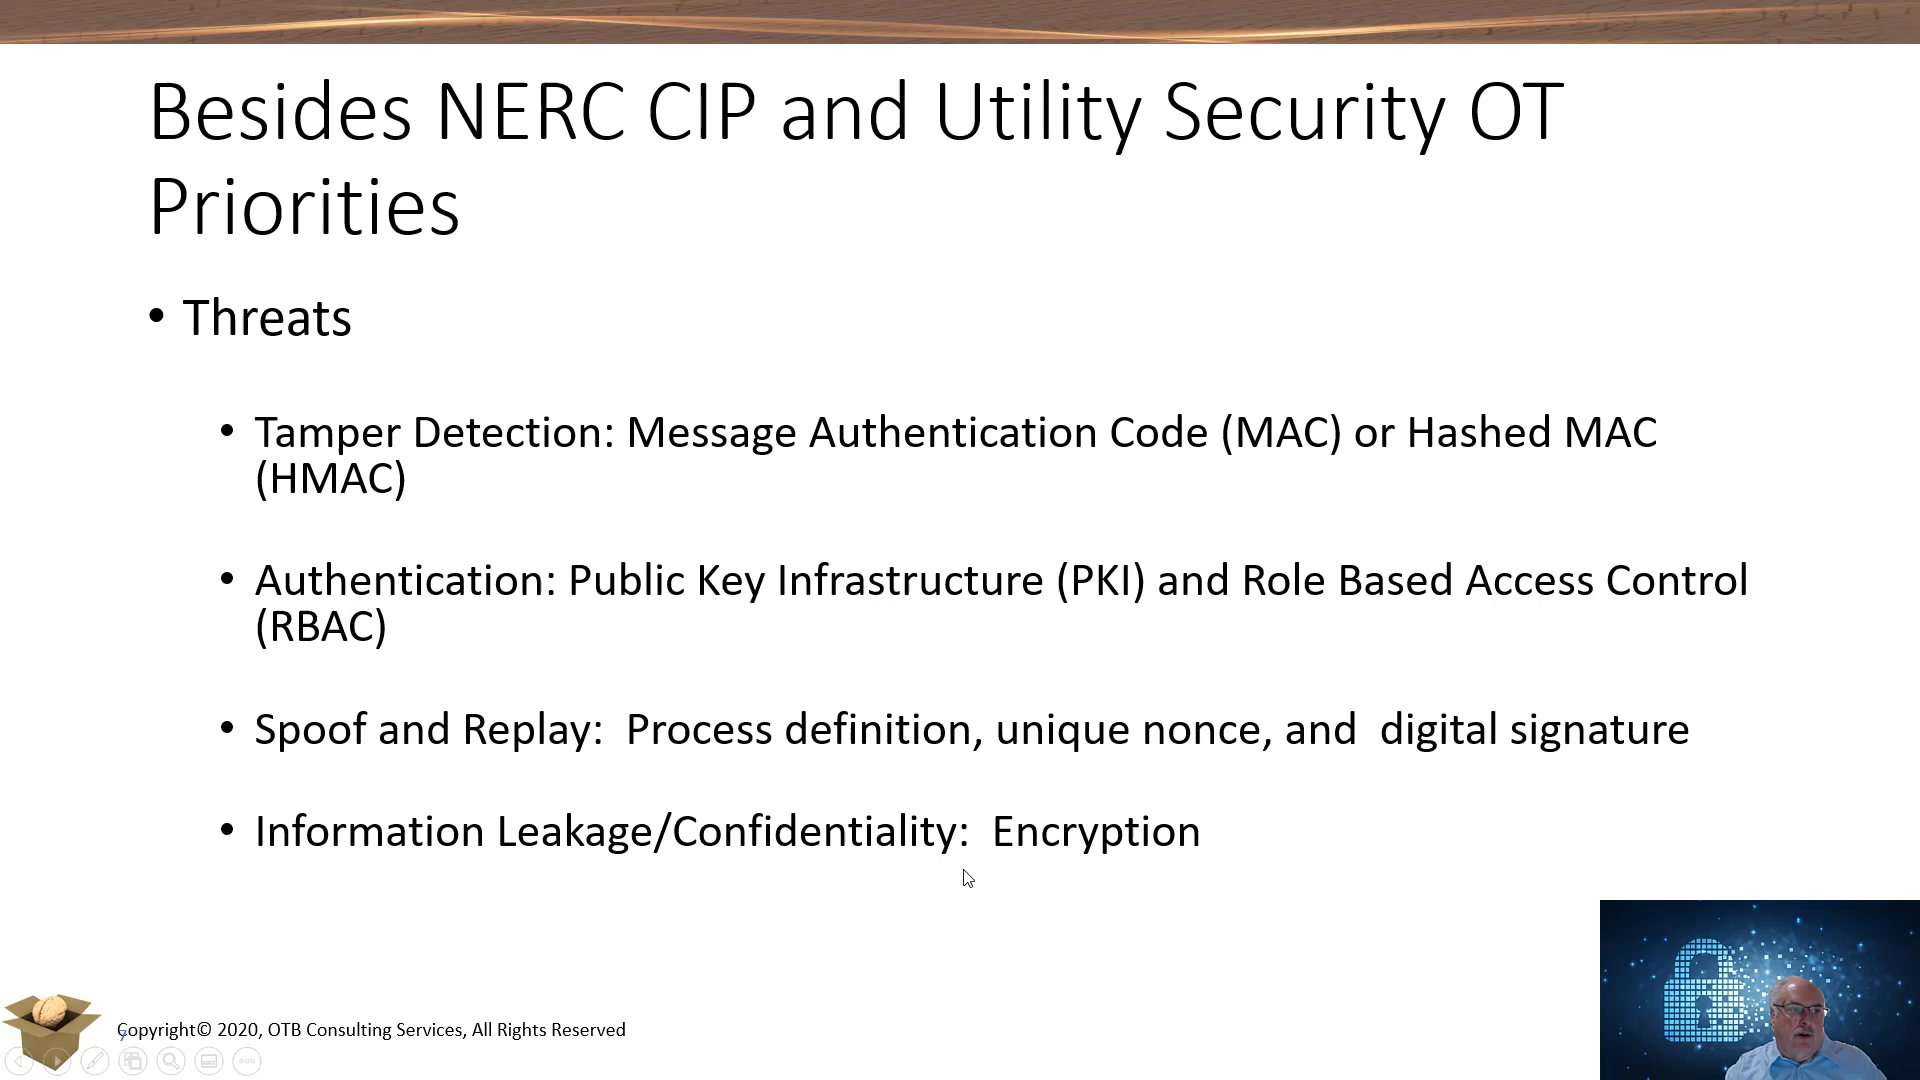 Besides NERC CIP and Utility Security OT
Priorities
• Threats
• Tamper Detection: Message Authentication Code (MAC) or Hashed MAC
(HMAC)
• Authentication: Public Key Infrastructure (PKI) and Role Based Access Control
(RBAC)
• Spoof and Replay:  Process definition, unique nonce, and  digital signature
• Information Leakage/Confidentiality:  Encryption
Copyright© 2020, OTB Consulting Services, All Rights Reserved